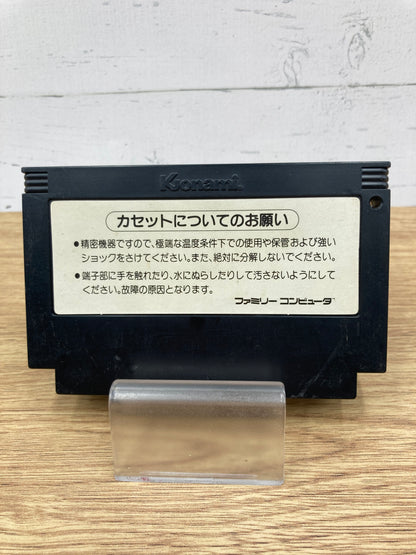 Konami
カセットについてのお願い
●精密機器ですので、極端な温度条件下での使用や保管および強い
ショックをさけてください。また、絶対に分解しないでください。
●端子部に手を触れたり、水にぬらしたりして汚さないようにして
ください。故障の原因となります。
ファミリー コンピュータ™